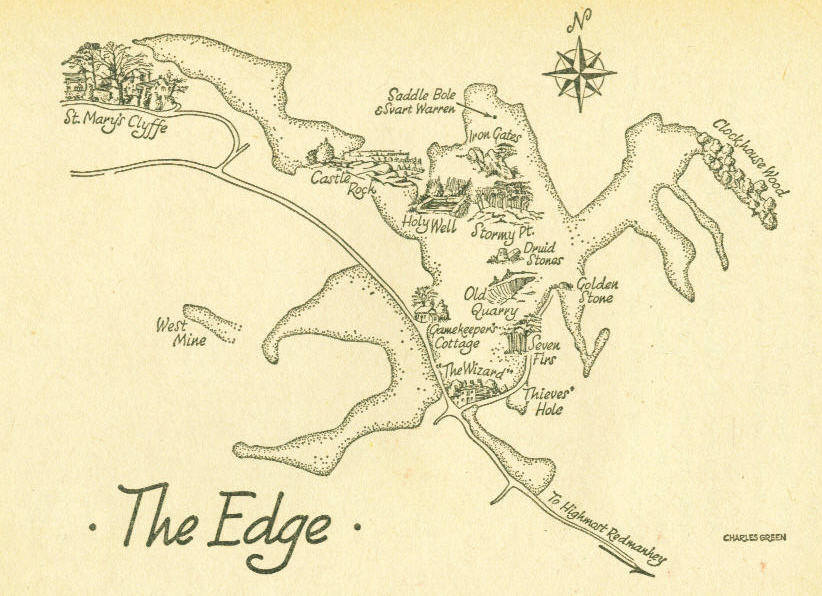 N
St. Mary's Clyffe
Saddle Bole
& Svart Warren
Iron Gates
Clockhouse Wood
Castle
Rock
Holy Well
Stormy Pt.
Druid
Stones
Golden
Stone
Old
Quarry
West
Mine
Gamekeeper's
Cottage
Seven
Firs
"The Wizard"
Thieves'
Hole
To Highmost Redmanhey
· The Edge ·
CHARLES GREEN